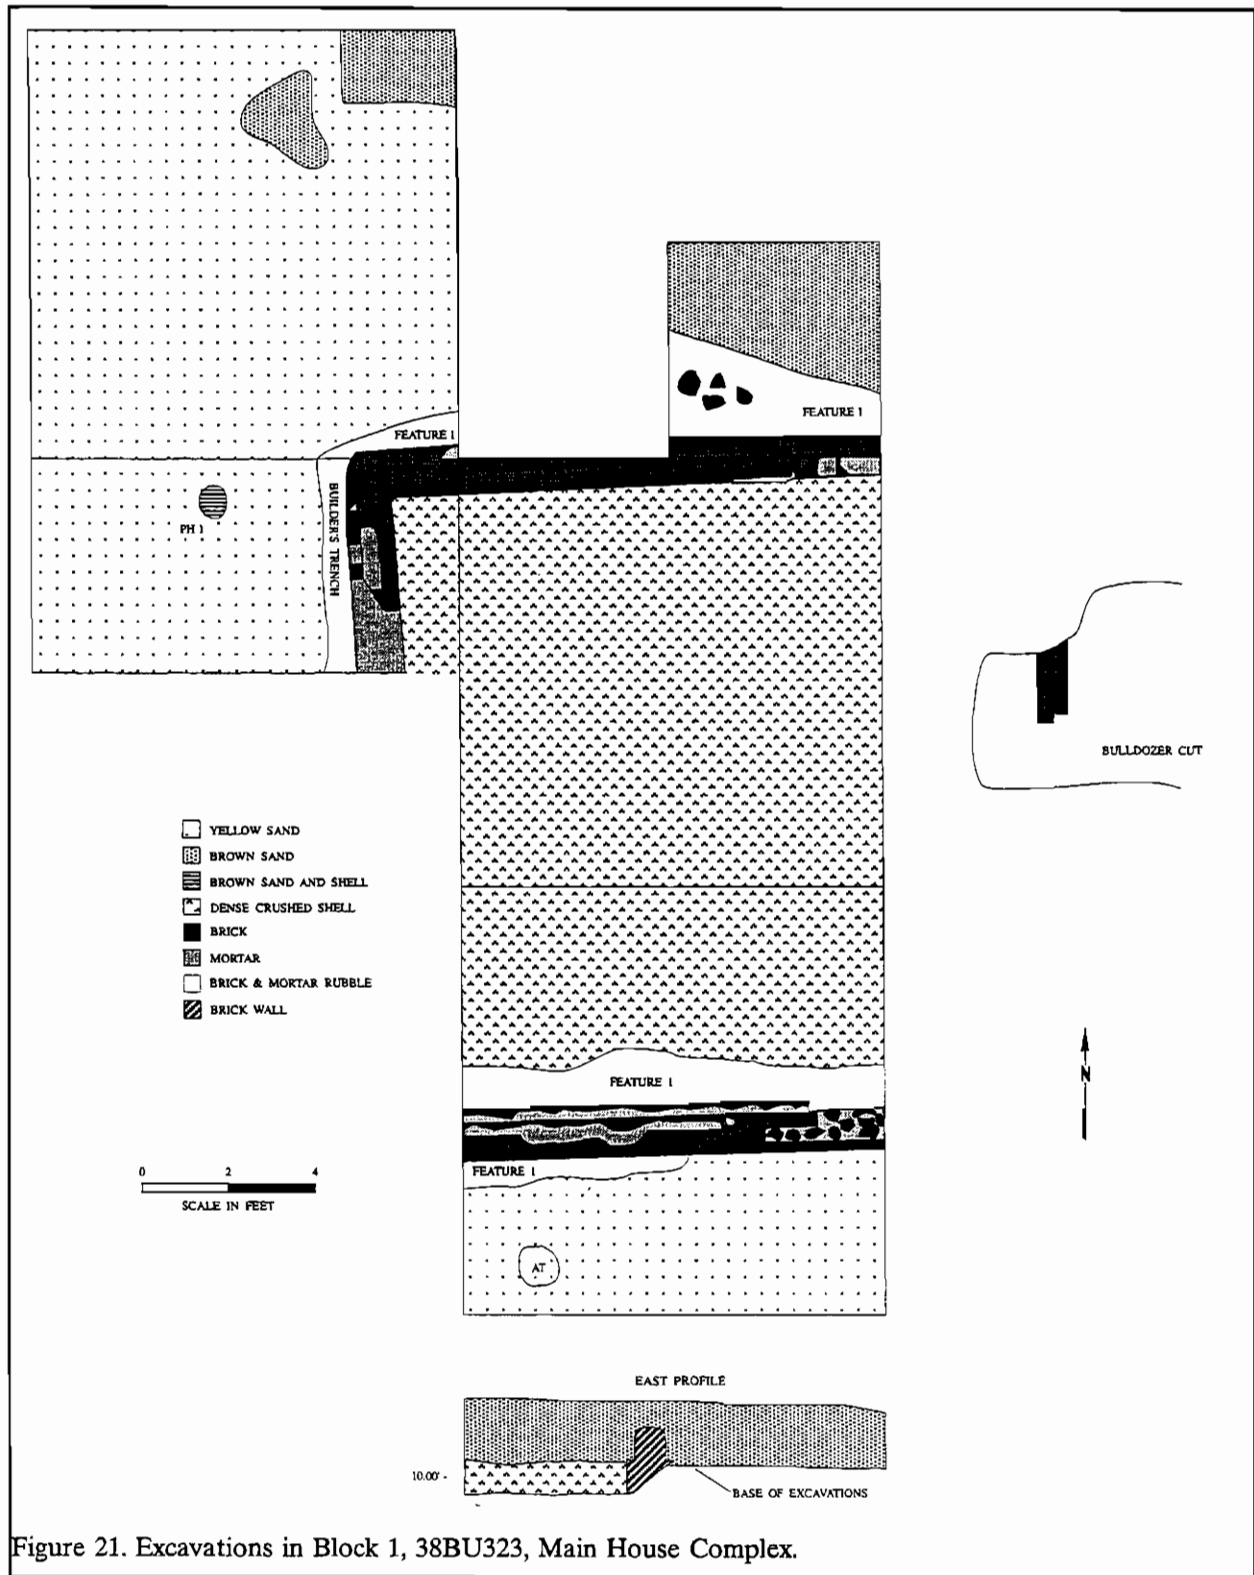 FEATURE 1
FEATURE 1
BUILDER'S TRENCH
PH 1
BULLDOZER CUT
YELLOW SAND
BROWN SAND
BROWN SAND AND SHELL
DENSE CRUSHED SHELL
BRICK
MORTAR
BRICK & MORTAR RUBBLE
BRICK WALL
N
FEATURE 1
FEATURE 1
0 2 4
SCALE IN FEET
AT
EAST PROFILE
10.00' -
BASE OF EXCAVATIONS
Figure 21. Excavations in Block 1, 38BU323, Main House Complex.